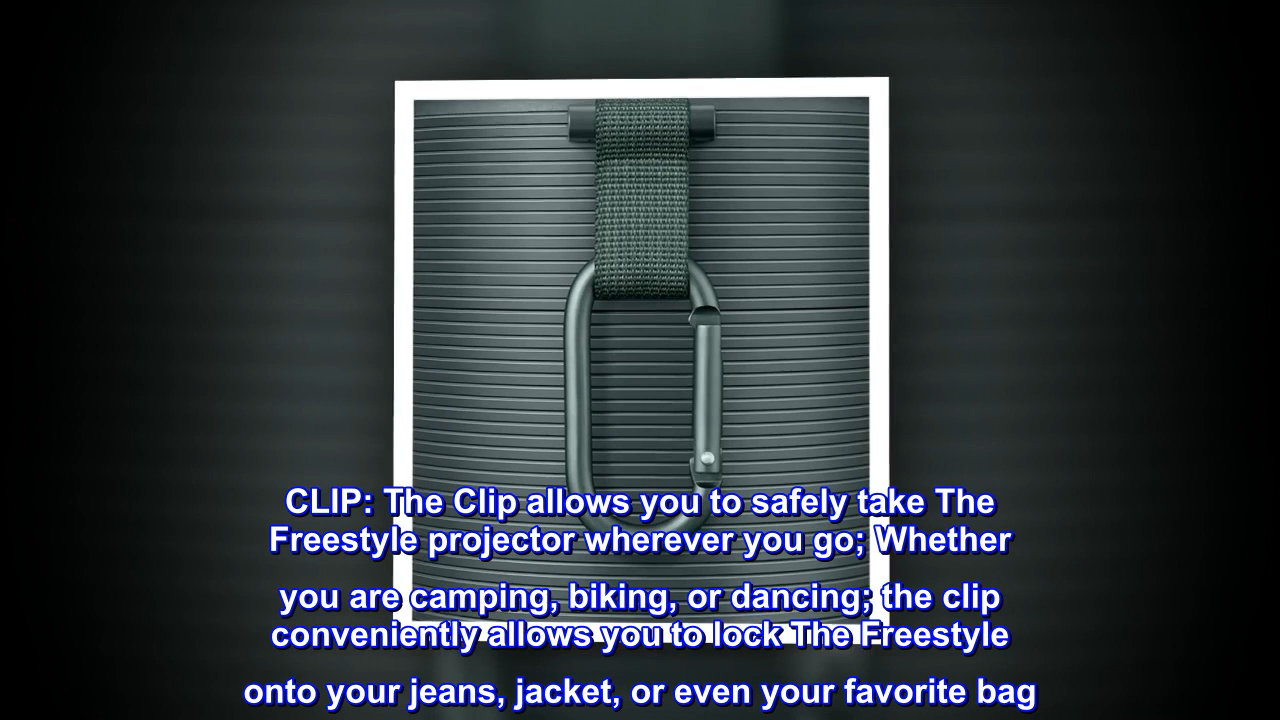 CLIP: The Clip allows you to safely take The
Freestyle projector wherever you go; Whether
you are camping, biking, or dancing; the clip
conveniently allows you to lock The Freestyle
onto your jeans, jacket, or even your favorite bag